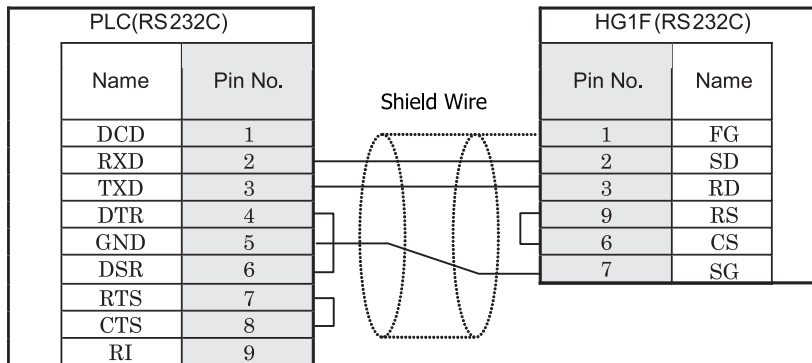 PLC(RS232C)
Name Pin No.
DCD 1
RXD 2
TXD 3
DTR 4
GND 5
DSR 6
RTS 7
CTS 8
RI 9
Shield Wire
HG1F(RS232C)
Pin No. Name
1 FG
2 SD
3 RD
9 RS
6 CS
7 SG